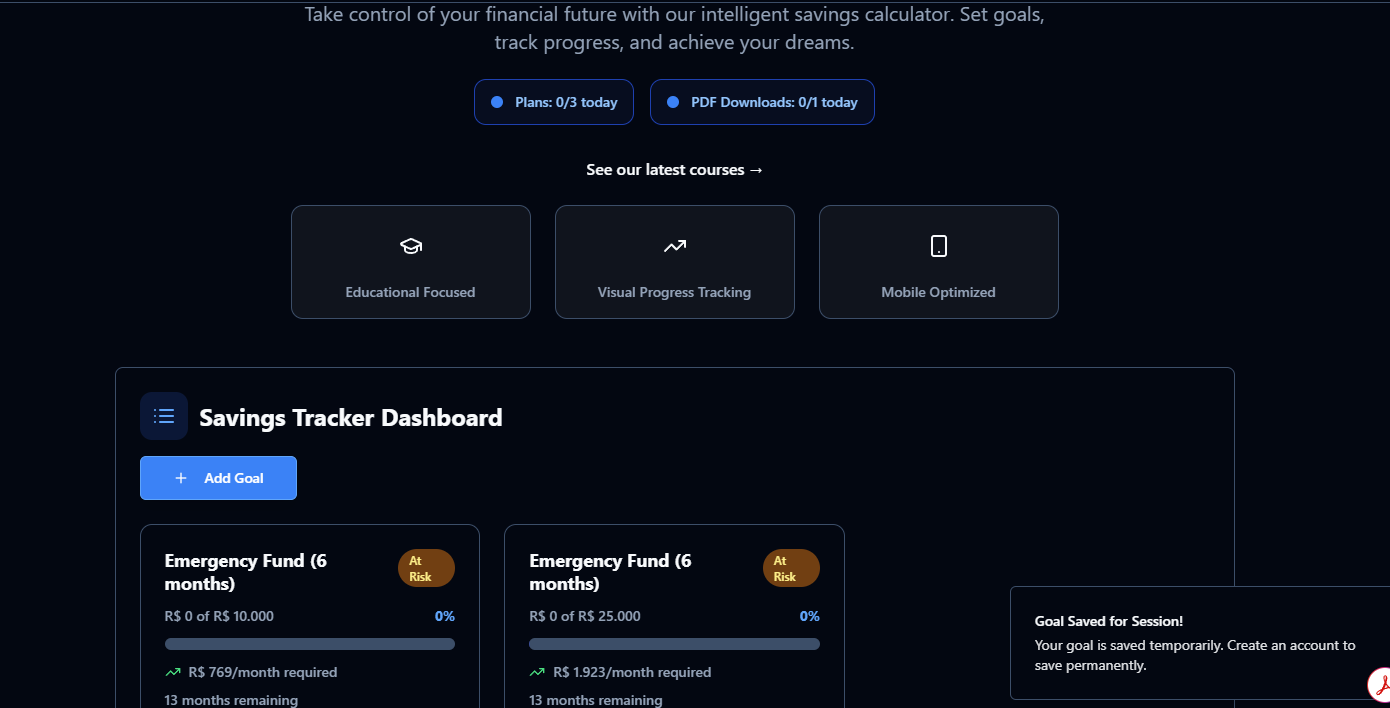 Take control of your financial future with our intelligent savings calculator. Set goals,
track progress, and achieve your dreams.
Plans: 0/3 today
PDF Downloads: 0/1 today
See our latest courses →
Educational Focused
Visual Progress Tracking
Mobile Optimized
Savings Tracker Dashboard
+ Add Goal
Emergency Fund (6
months)
At
Risk
R$ 0 of R$ 10.000
0%
R$ 769/month required
13 months remaining
Emergency Fund (6
months)
At
Risk
R$ 0 of R$ 25.000
0%
R$ 1.923/month required
13 months remaining
Goal Saved for Session!
Your goal is saved temporarily. Create an account to
save permanently.